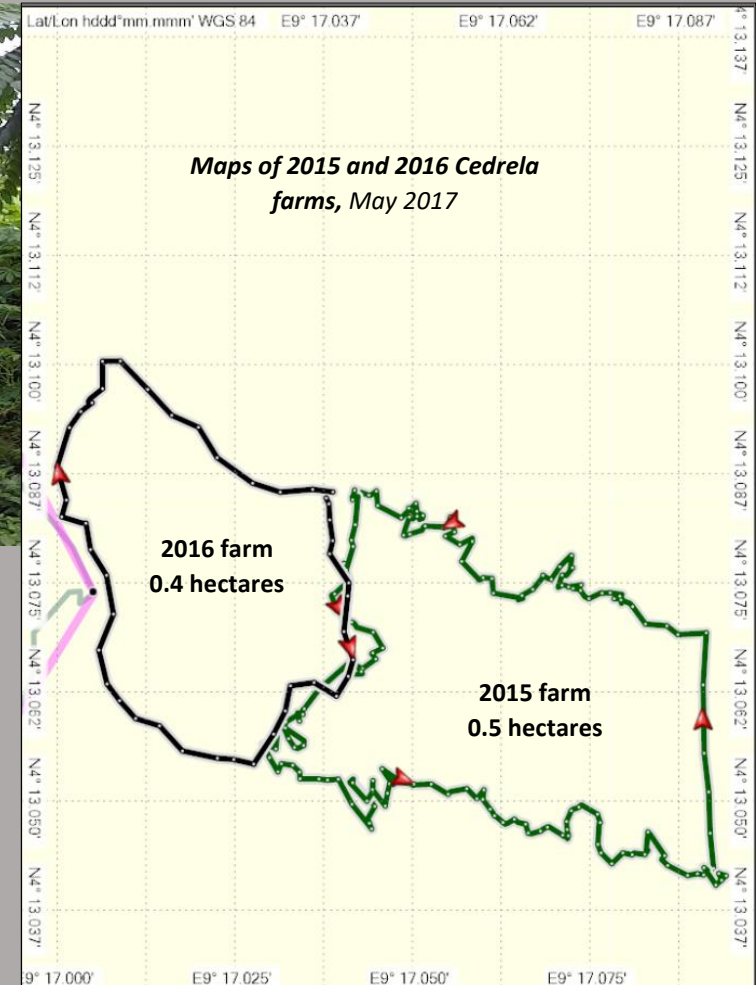 Lat/Lon hddd°mm.mmm' WGS 84 E9° 17.037' E9° 17.062' E9° 17.087'
4° 13.137'
N4° 13.125' N4° 13.125'
N4° 13.112' N4° 13.112'
Maps of 2015 and 2016 Cedrela
farms, May 2017
N4° 13.100' N4° 13.100'
N4° 13.087' N4° 13.087'
2016 farm
0.4 hectares
N4° 13.075' N4° 13.075'
N4° 13.062' N4° 13.062'
2015 farm
0.5 hectares
N4° 13.050' N4° 13.050'
N4° 13.037' N4° 13.037'
E9° 17.000' E9° 17.025' E9° 17.050' E9° 17.075'